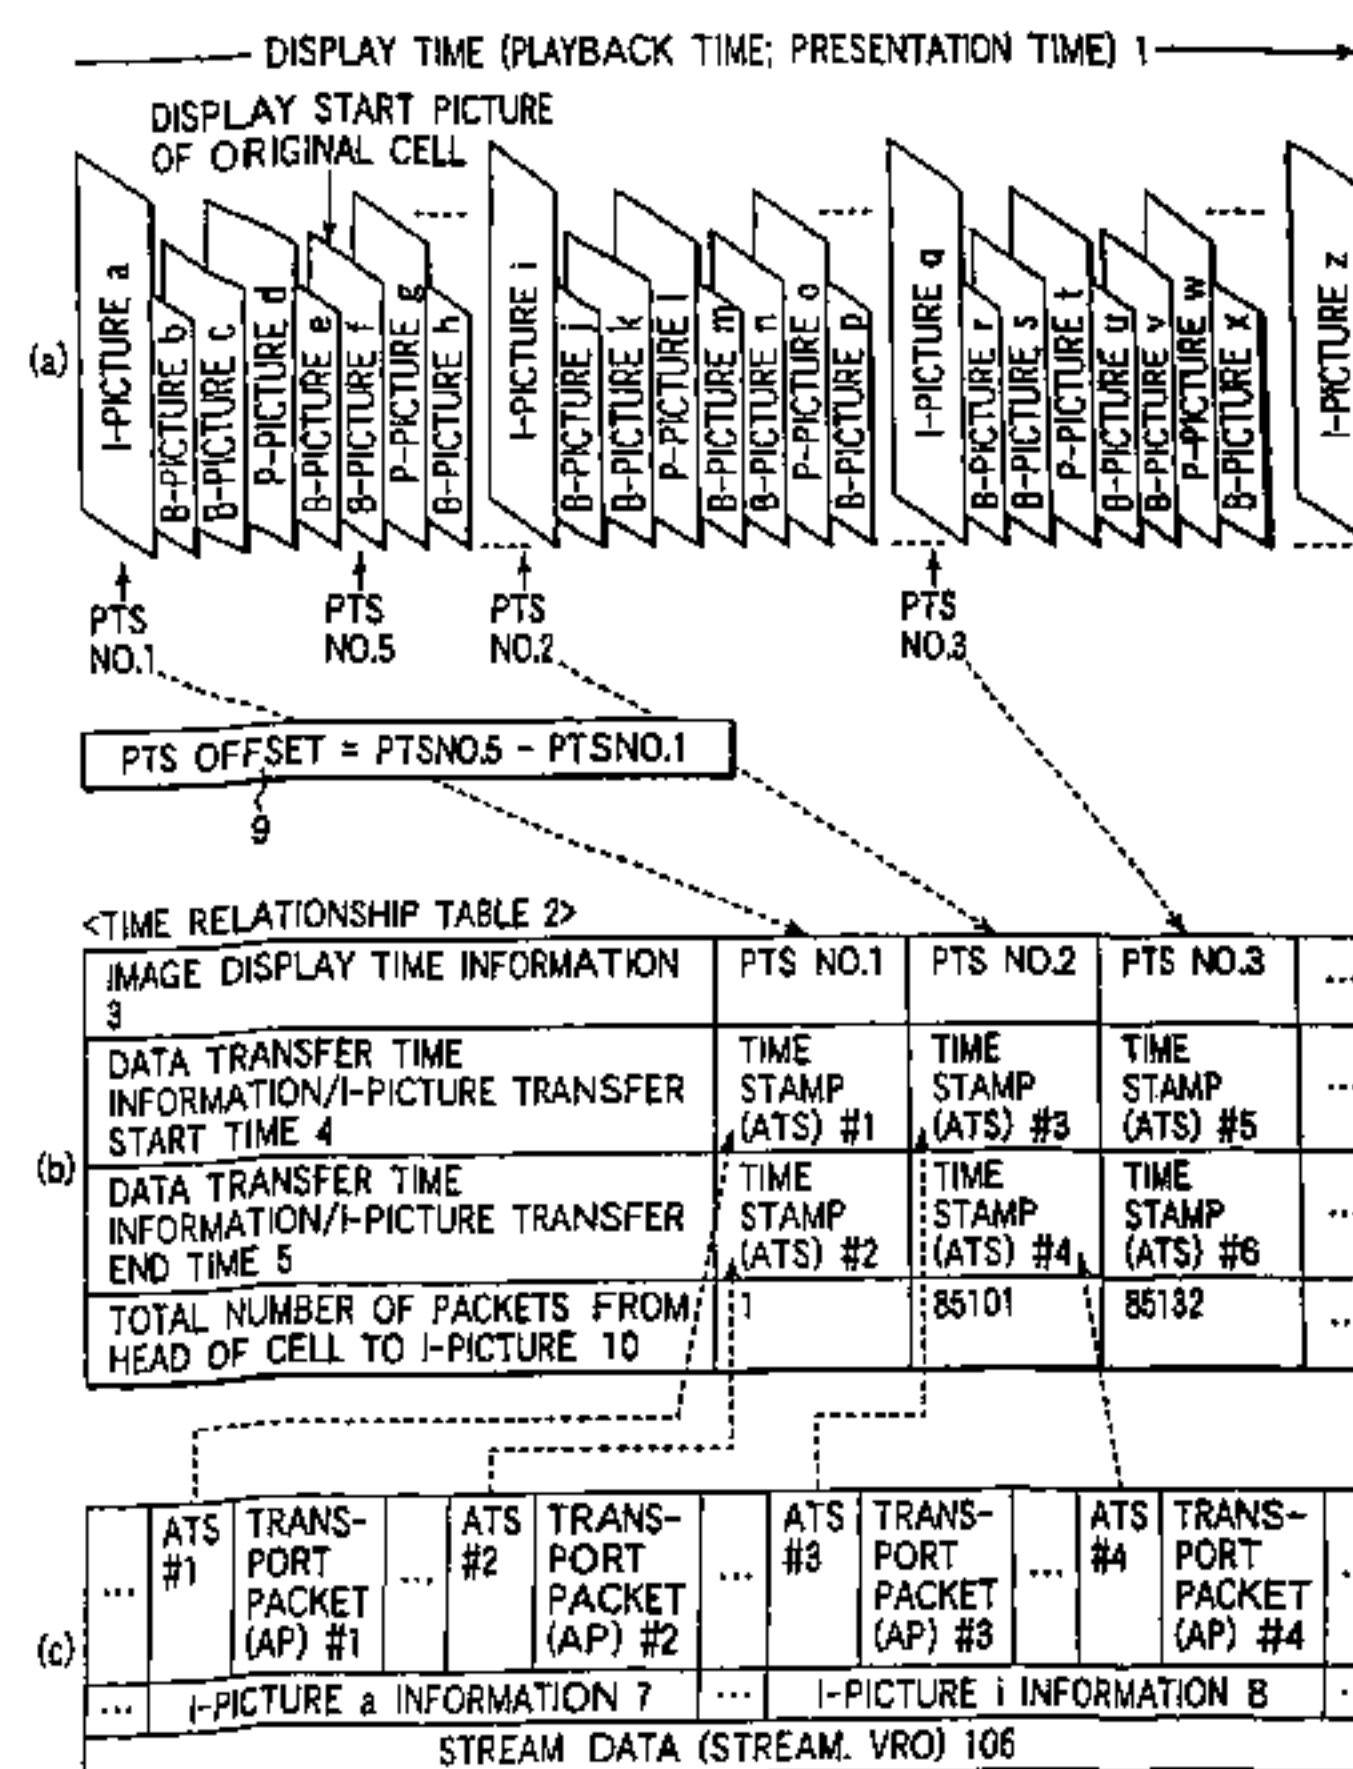 DISPLAY TIME (PLAYBACK TIME; PRESENTATION TIME) 1
DISPLAY START PICTURE
OF ORIGINAL CELL
(a)
I-PICTURE a
B-PICTURE b
B-PICTURE c
P-PICTURE d
B-PICTURE e
B-PICTURE f
P-PICTURE g
B-PICTURE h
I-PICTURE i
B-PICTURE j
B-PICTURE k
P-PICTURE l
B-PICTURE m
B-PICTURE n
P-PICTURE o
B-PICTURE p
I-PICTURE q
B-PICTURE r
B-PICTURE s
P-PICTURE t
B-PICTURE u
B-PICTURE v
P-PICTURE w
B-PICTURE x
I-PICTURE z
PTS
NO.1
PTS
NO.5
PTS
NO.2
PTS
NO.3
PTS OFFSET = PTSNO.5 - PTSNO.1
9
<TIME RELATIONSHIP TABLE 2>
(b)
IMAGE DISPLAY TIME INFORMATION
3
PTS NO.1
PTS NO.2
PTS NO.3
...
DATA TRANSFER TIME
INFORMATION/I-PICTURE TRANSFER
START TIME 4
TIME
STAMP
(ATS) #1
TIME
STAMP
(ATS) #3
TIME
STAMP
(ATS) #5
...
DATA TRANSFER TIME
INFORMATION/I-PICTURE TRANSFER
END TIME 5
TIME
STAMP
(ATS) #2
TIME
STAMP
(ATS) #4
TIME
STAMP
(ATS) #6
...
TOTAL NUMBER OF PACKETS FROM
HEAD OF CELL TO I-PICTURE 10
1
85101
85132
...
(c)
...
ATS
#1
TRANS-
PORT
PACKET
(AP) #1
...
ATS
#2
TRANS-
PORT
PACKET
(AP) #2
...
ATS
#3
TRANS-
PORT
PACKET
(AP) #3
...
ATS
#4
TRANS-
PORT
PACKET
(AP) #4
...
I-PICTURE a INFORMATION 7
...
I-PICTURE i INFORMATION 8
STREAM DATA (STREAM. VRO) 106